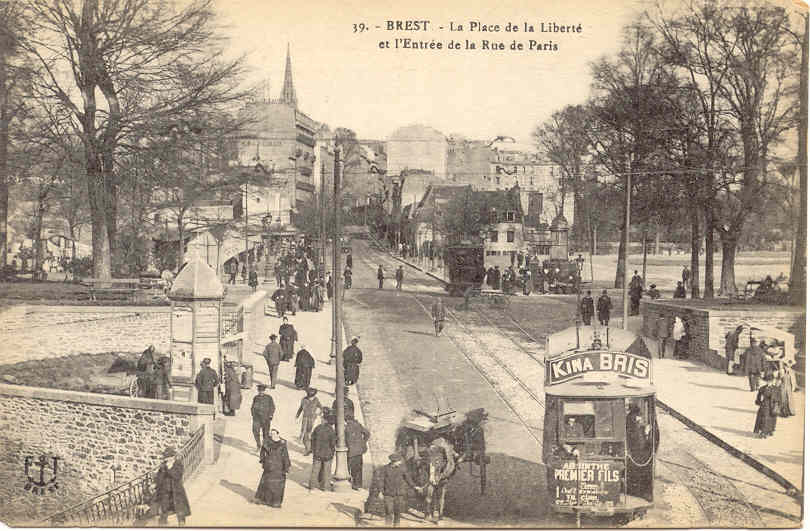 39. - BREST - La Place de la Liberté
et l'Entrée de la Rue de Paris
KINA BRIS
ABSINTHE
PREMIER FILS
BREST